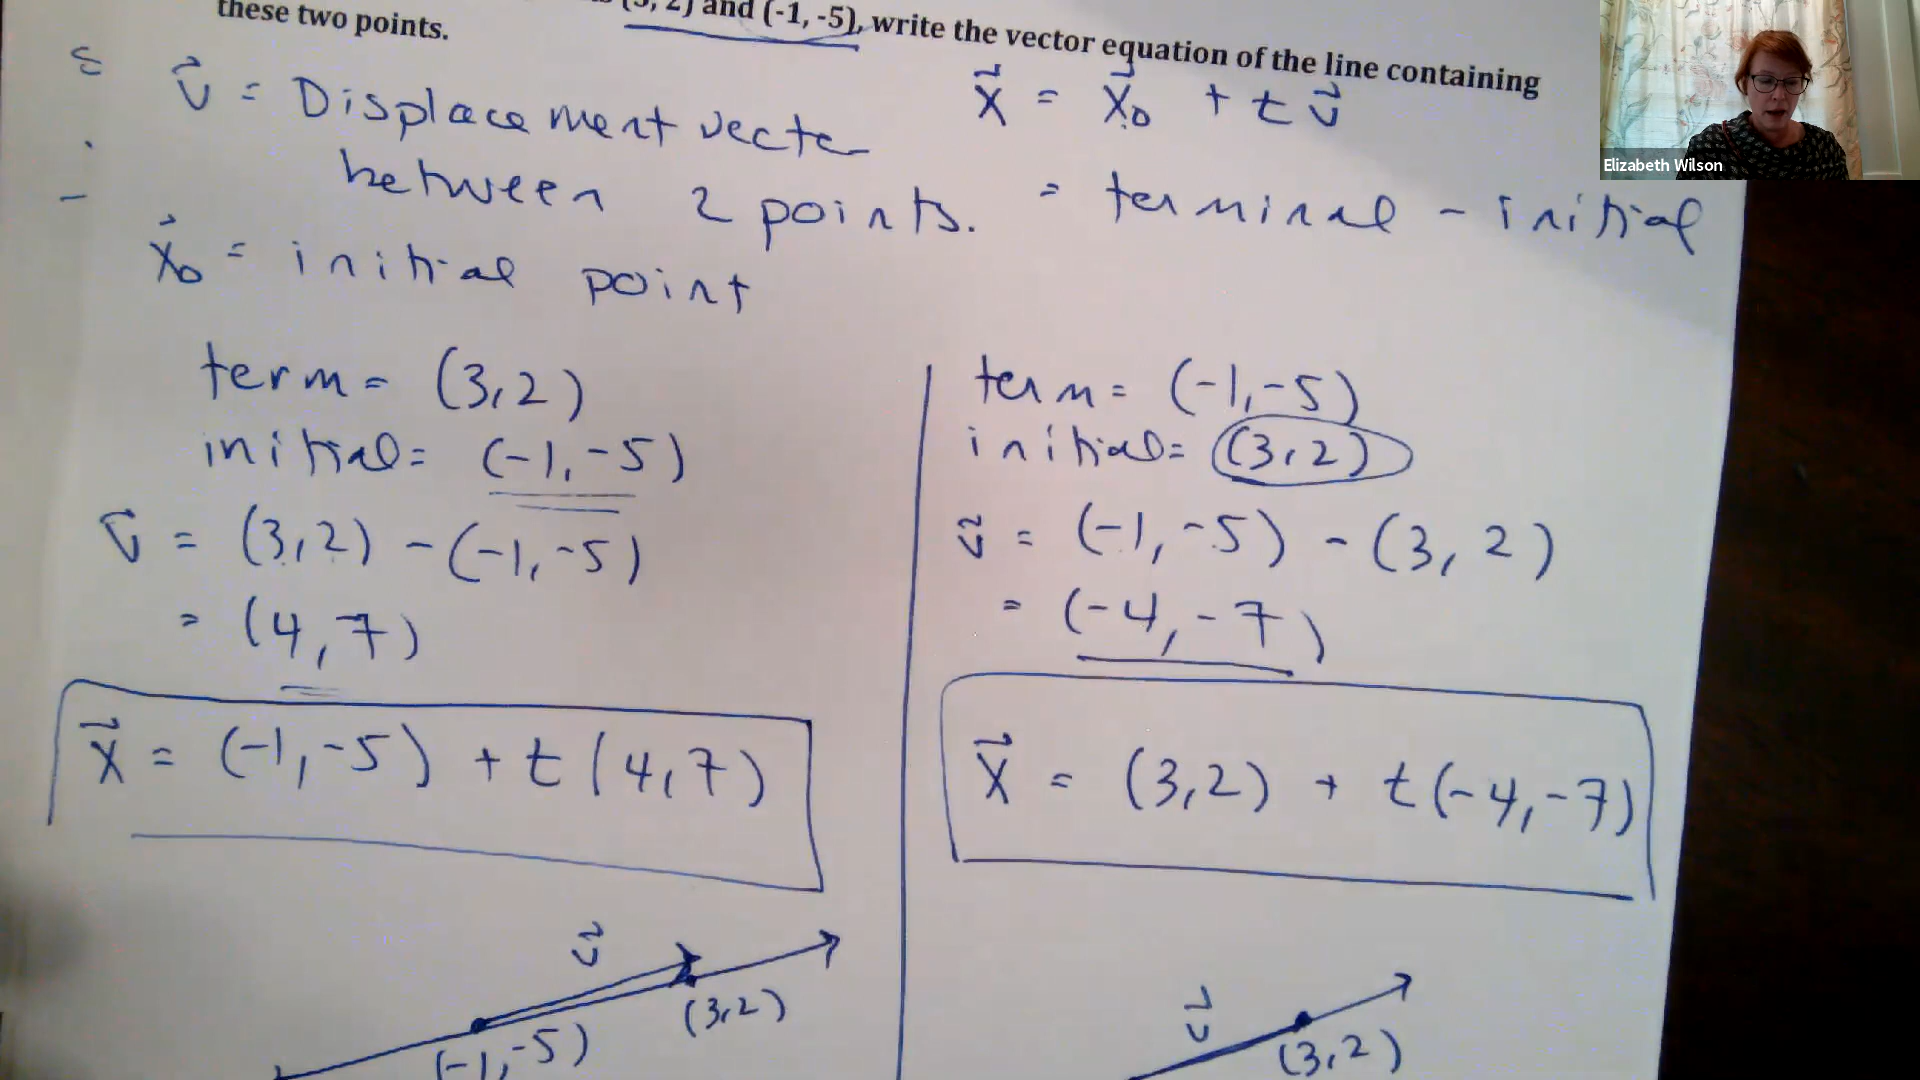 and (-1, -5), write the vector equation of the line containing
these two points.
v = Displacement vecto
between 2 points.
x = x0 + t v
= terminal - initial
x0 = initial point
term = (3,2)
initial = (-1,-5)
v = (3,2) - (-1,-5)
= (4,7)
x = (-1,-5) + t(4,7)
v
(3,2)
(-1,-5)
term = (-1,-5)
initial = (3,2)
v = (-1,-5) - (3,2)
= (-4,-7)
x = (3,2) + t(-4,-7)
v
(3,2)
Elizabeth Wilson